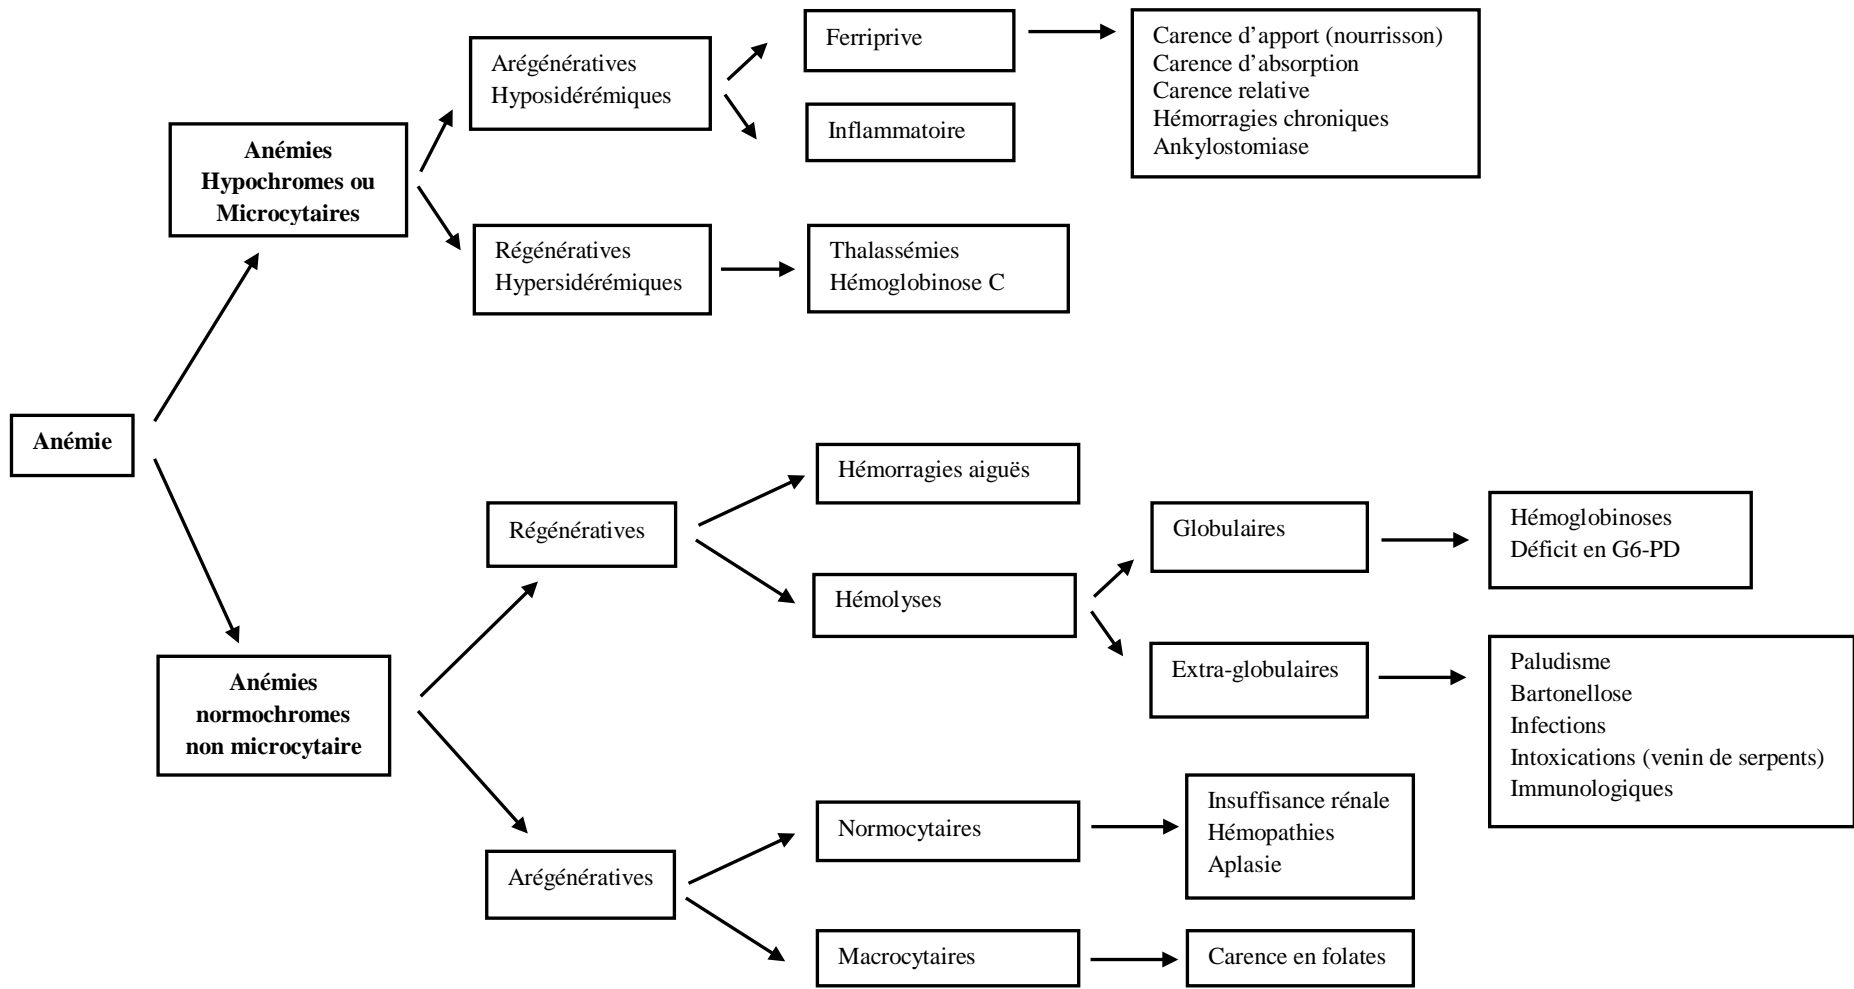 Anémie
Anémies
Hypochromes ou
Microcytaires
Arégénératives
Hyposidérémiques
Ferriprive
Carence d'apport (nourrisson)
Carence d'absorption
Carence relative
Hémorragies chroniques
Ankylostomiase
Inflammatoire
Régénératives
Hypersidérémiques
Thalassémies
Hémoglobinose C
Anémies
normochromes
non microcytaire
Régénératives
Hémorragies aiguës
Hémolyses
Globulaires
Hémoglobinoses
Déficit en G6-PD
Extra-globulaires
Paludisme
Bartonellose
Infections
Intoxications (venin de serpents)
Immunologiques
Arégénératives
Normocytaires
Insuffisance rénale
Hémopathies
Aplasie
Macrocytaires
Carence en folates